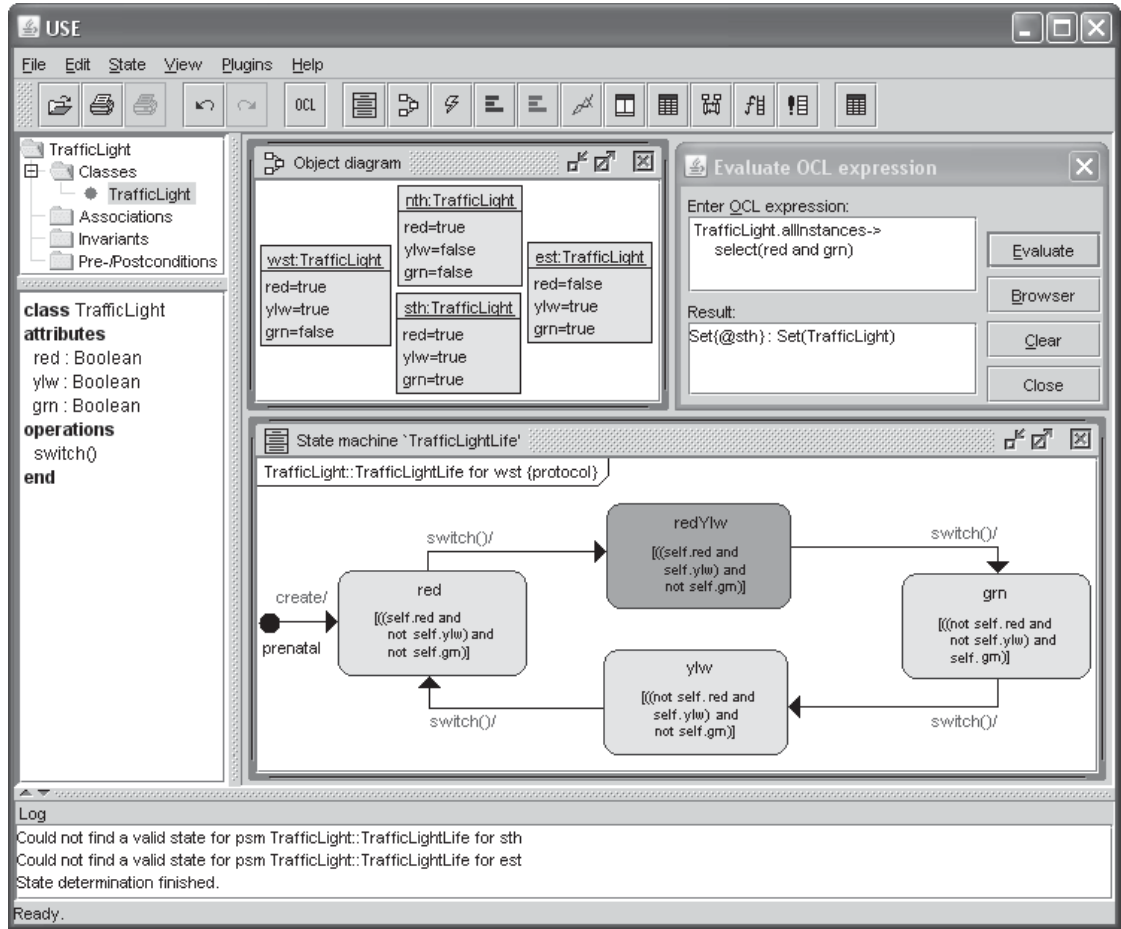 USE
File Edit State View Plugins Help
OCL
TrafficLight
Classes
TrafficLight
Associations
Invariants
Pre-/Postconditions
class TrafficLight
attributes
red : Boolean
ylw : Boolean
grn : Boolean
operations
switch()
end
Object diagram
nth:TrafficLight
red=true
ylw=false
grn=false
wst:TrafficLight
red=true
ylw=true
grn=false
sth:TrafficLight
red=true
ylw=true
grn=true
est:TrafficLight
red=false
ylw=true
grn=true
Evaluate OCL expression
Enter OCL expression:
TrafficLight.allInstances->
select(red and grn)
Result:
Set{@sth} : Set(TrafficLight)
Evaluate
Browser
Clear
Close
State machine `TrafficLightLife'
TrafficLight::TrafficLightLife for wst {protocol}
create/
prenatal
red
[((self.red and
not self.ylw) and
not self.grn)]
switch()/
redYlw
[((self.red and
self.ylw) and
not self.grn)]
switch()/
grn
[((not self. red and
not self.ylw) and
self. grn)]
switch()/
ylw
[((not self. red and
self.ylw) and
not self.grn)]
switch()/
Log
Could not find a valid state for psm TrafficLight::TrafficLightLife for sth
Could not find a valid state for psm TrafficLight::TrafficLightLife for est
State determination finished.
Ready.